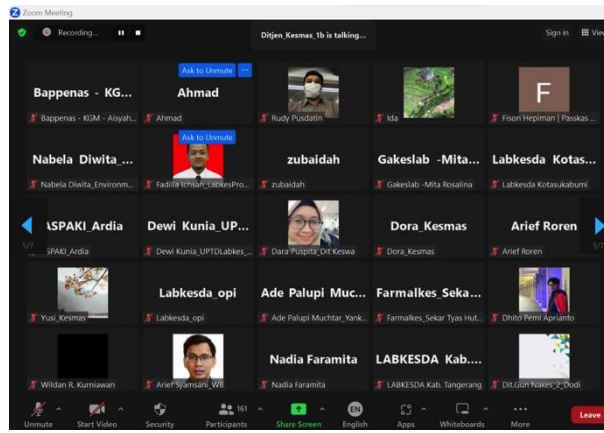 Zoom Meeting
Recording...
Ditjen_Kesmas_1b is talking...
Sign in
View
Ask to Unmute
Bappenas - KG...
Ahmad
F
Bappenas - KGM - Aisyah...
Ahmad
Rudy Pusdatin
Ida
Fison Hepiman | Passkas...
Ask to Unmute
Nabela Diwita_...
zubaidah
Gakeslab -Mita...
Labkesda Kotas...
Nabela Diwita_Environm...
Fadilla Ichsan_LabkesPro...
zubaidah
Gakeslab -Mita Rosalina
Labkesda Kotasukabumi
ASPAKI_Ardia
Dewi Kunia_UP...
Dora_Kesmas
Arief Roren
5/7
5/7
ASPAKI_Ardia
Dewi Kunia_UPTDLabkes_...
Dara Puspita_Dit Keswa
Dora_Kesmas
Arief Roren
Labkesda_opi
Ade Palupi Muc...
Farmalkes_Seka...
Yusi_Kesmas
Labkesda_opi
Ade Palupi Muchtar_Yank...
Farmalkes_Sekar Tyas Hut...
Dhito Pemi Aprianto
Nadia Faramita
LABKESDA Kab....
Wildan R. Kurniawan
Arief Syamsani_WB
Nadia Faramita
LABKESDA Kab. Tangerang
Dit.Gun Nakes_2_Dodi
161
EN
Unmute
Start Video
Security
Participants
Share Screen
English
Apps
Whiteboards
More
Leave